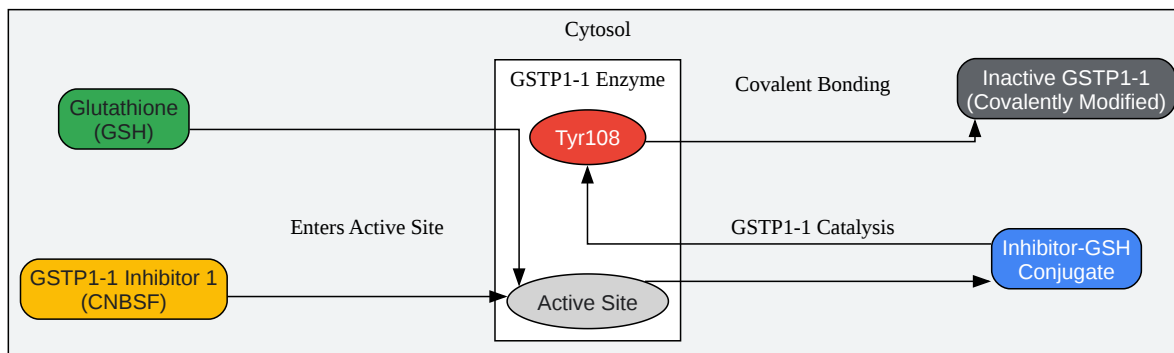 Cytosol
GSTP1-1 Enzyme
Covalent Bonding
Inactive GSTP1-1
(Covalently Modified)
Glutathione
(GSH)
Tyr108
Enters Active Site
GSTP1-1 Catalysis
Inhibitor-GSH
Conjugate
GSTP1-1 Inhibitor 1
(CNBSF)
Active Site